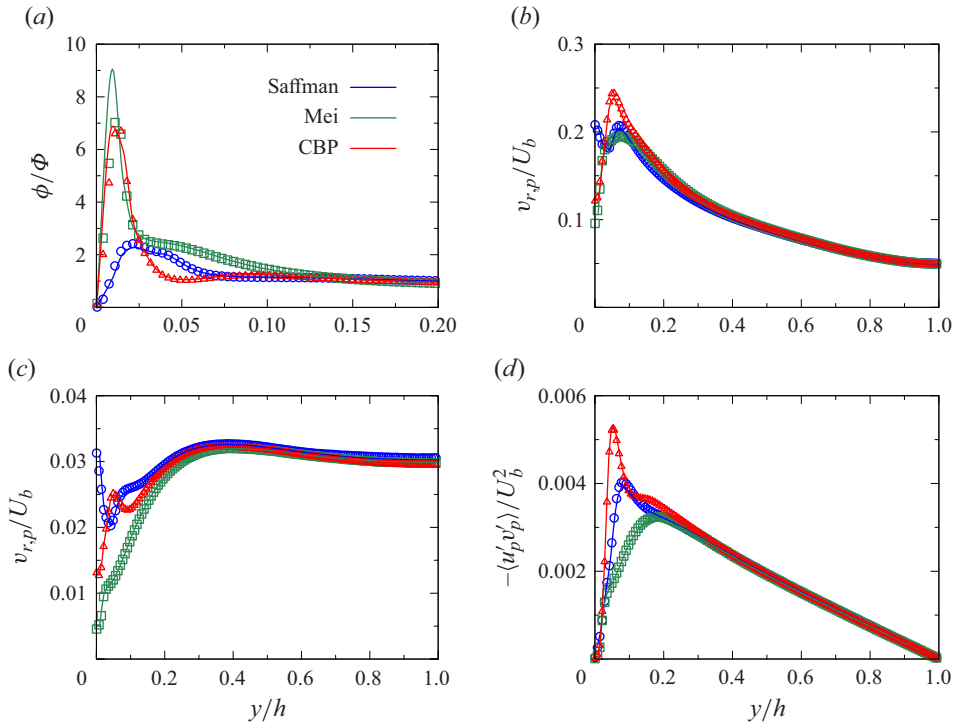 (a)
(b)
10
8
6
4
2
0
ϕ/Φ
Saffman
Mei
CBP
0.05
0.10
0.15
0.20
0.3
0.2
0.1
0
v_{r,p}/U_b
0.2
0.4
0.6
0.8
1.0
(c)
(d)
0.04
0.03
0.02
0.01
0
v_{r,p}/U_b
0.2
0.4
0.6
0.8
1.0
y/h
0.006
0.004
0.002
0
−⟨u′_p v′_p⟩/U_b^2
0.2
0.4
0.6
0.8
1.0
y/h